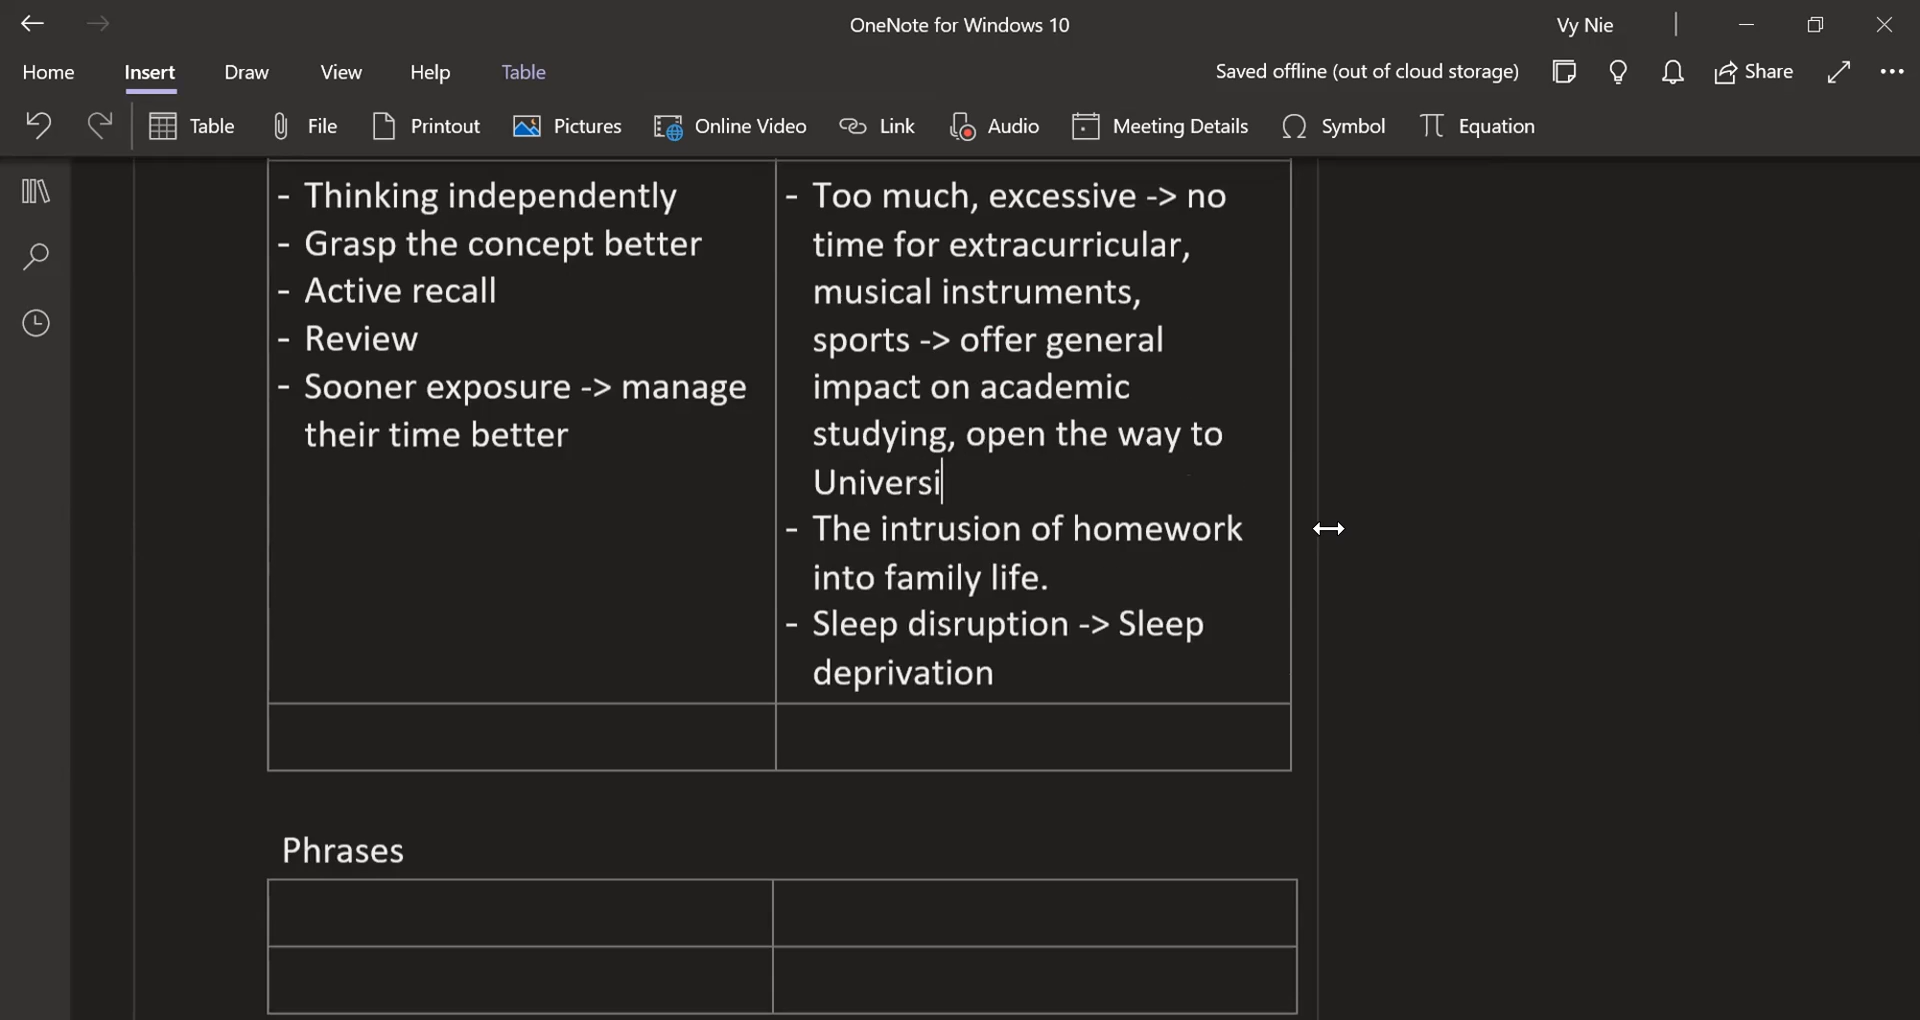 OneNote for Windows 10
Vy Nie
Home Insert Draw View Help Table
Saved offline (out of cloud storage) Share
Table File Printout Pictures Online Video Link Audio Meeting Details Symbol Equation
- Thinking independently
- Grasp the concept better
- Active recall
- Review
- Sooner exposure -> manage
their time better
- Too much, excessive -> no
time for extracurricular,
musical instruments,
sports -> offer general
impact on academic
studying, open the way to
Universi
- The intrusion of homework
into family life.
- Sleep disruption -> Sleep
deprivation
Phrases